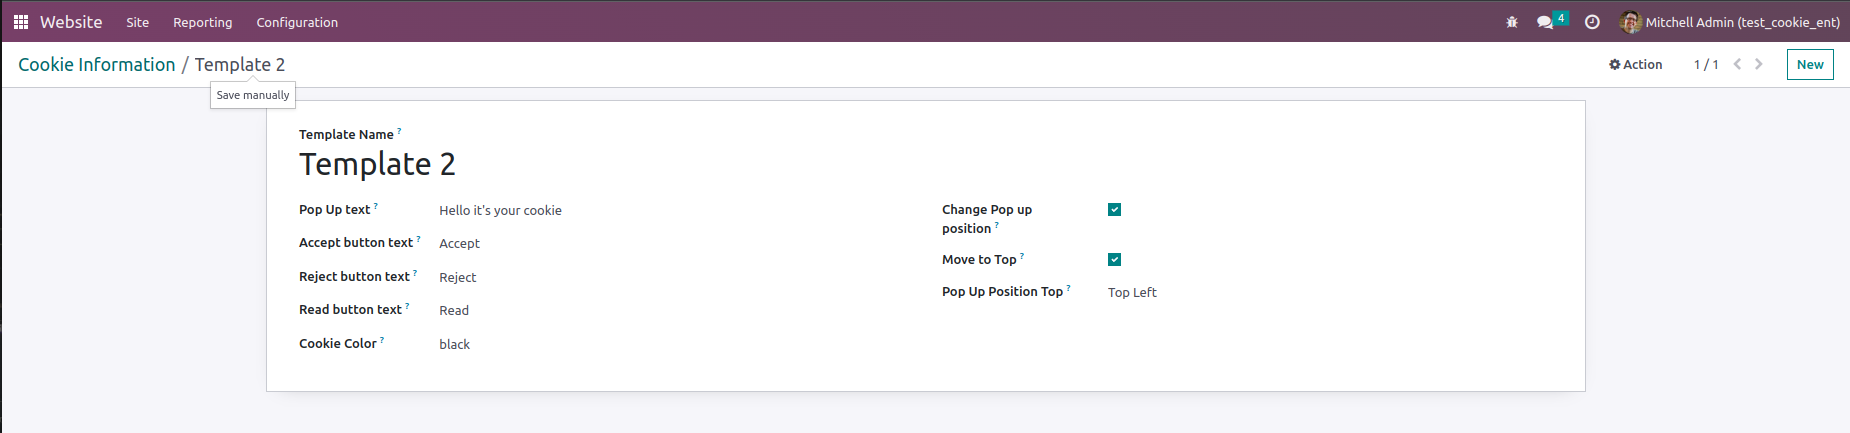 Website Site Reporting Configuration 4 Mitchell Admin (test_cookie_ent)
Cookie Information / Template 2 Action 1 / 1 New
Save manually
Template Name ?
Template 2
Pop Up text ? Hello it's your cookie
Accept button text ? Accept
Reject button text ? Reject
Read button text ? Read
Cookie Color ? black
Change Pop up
position ?
Move to Top ?
Pop Up Position Top ? Top Left